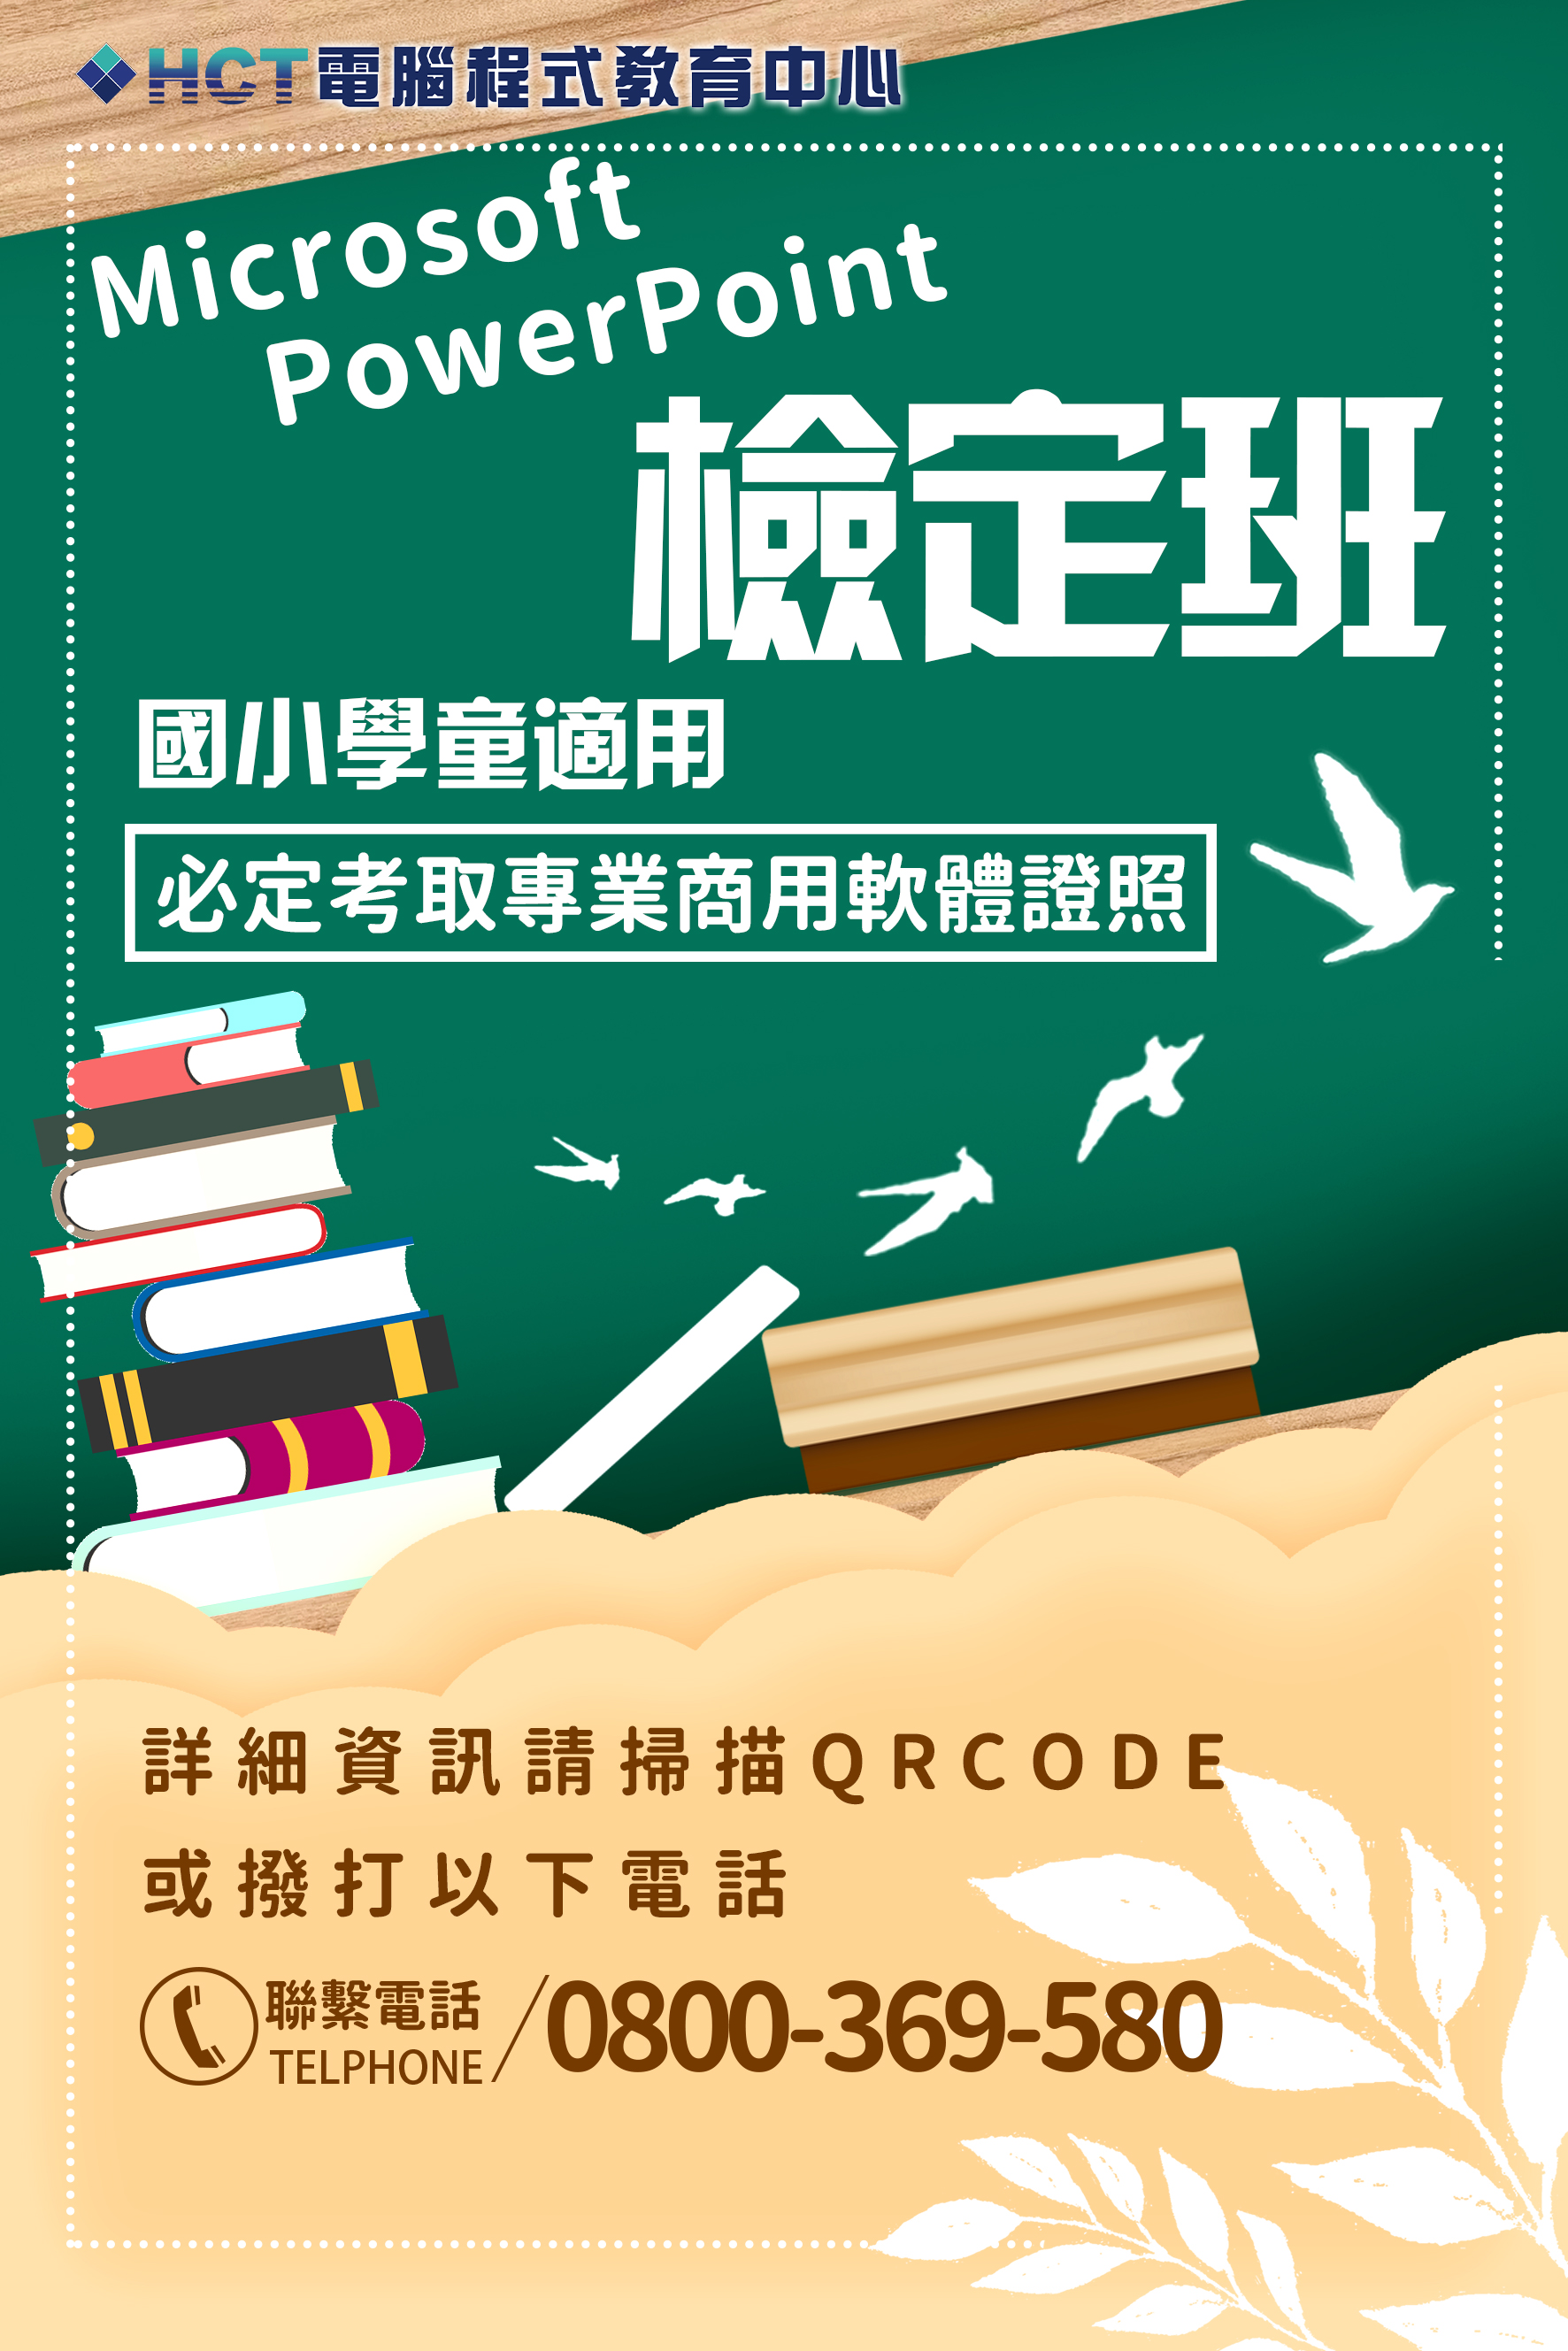 HCT電腦程式教育中心
Microsoft
PowerPoint
檢定班
國小學童適用
必定考取專業商用軟體證照
詳細資訊請掃描QRCODE
或撥打以下電話
聯繫電話
TELPHONE
0800-369-580